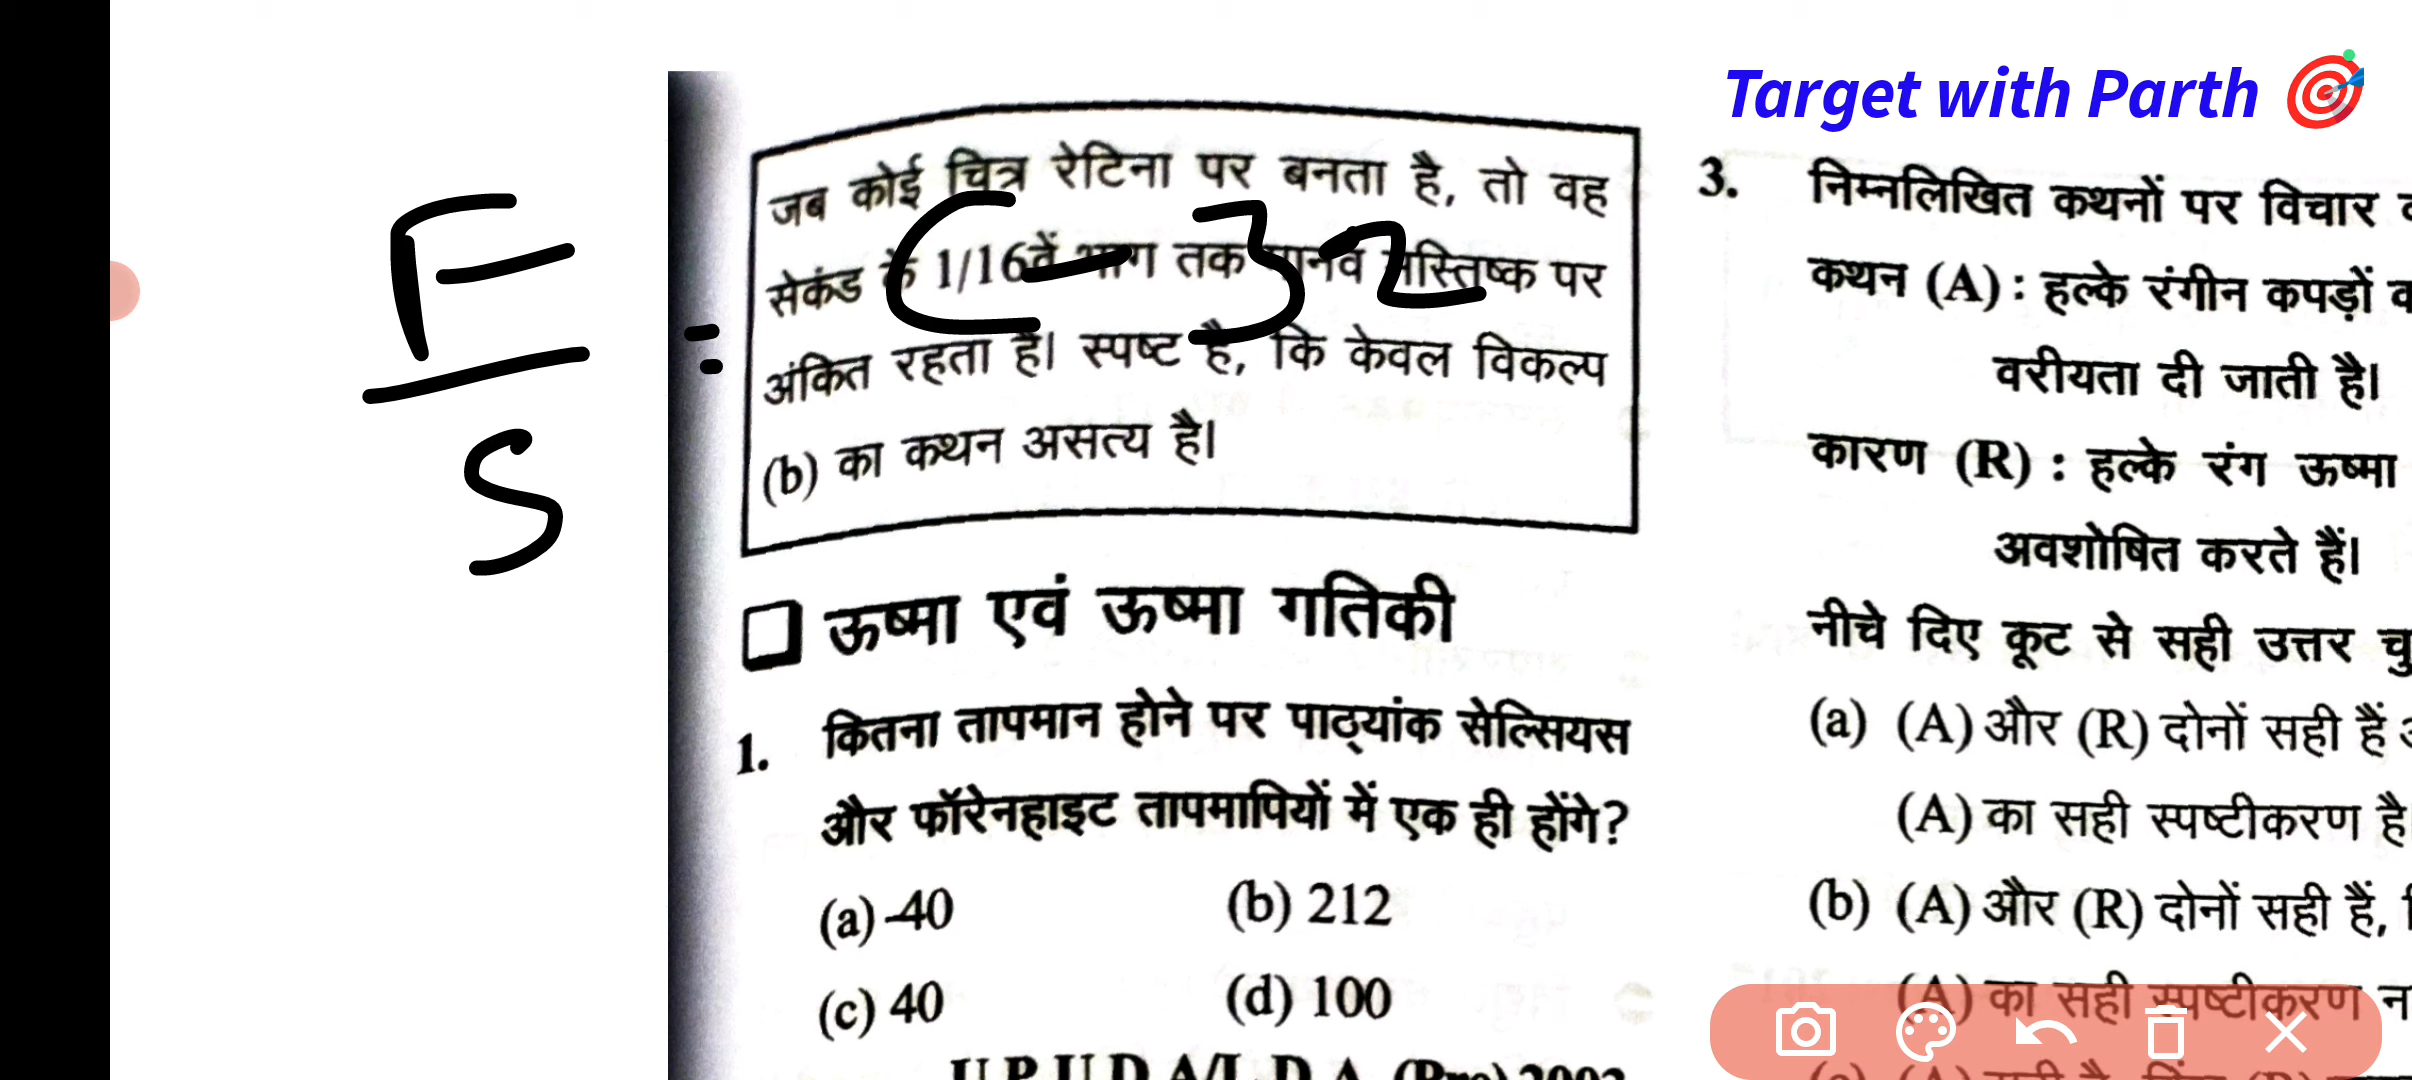 Target with Parth
F
S
=
C - 32
जब कोई चित्र रेटिना पर बनता है, तो वह
सेकंड के 1/16वें भाग तक मानव मस्तिष्क पर
अंकित रहता है। स्पष्ट है, कि केवल विकल्प
(b) का कथन असत्य है।
❑ ऊष्मा एवं ऊष्मा गतिकी
1. कितना तापमान होने पर पाठ्यांक सेल्सियस
और फॉरेनहाइट तापमापियों में एक ही होंगे?
(a) -40 (b) 212
(c) 40 (d) 100
U.P.U.D.A/L.D.A. (Pre) 2002
3. निम्नलिखित कथनों पर विचार
कथन (A) : हल्के रंगीन कपड़ों
वरीयता दी जाती है।
कारण (R) : हल्के रंग ऊष्मा
अवशोषित करते हैं।
नीचे दिए कूट से सही उत्तर
(a) (A) और (R) दोनों सही हैं
(A) का सही स्पष्टीकरण है
(b) (A) और (R) दोनों सही हैं,
(A) का सही स्पष्टीकरण